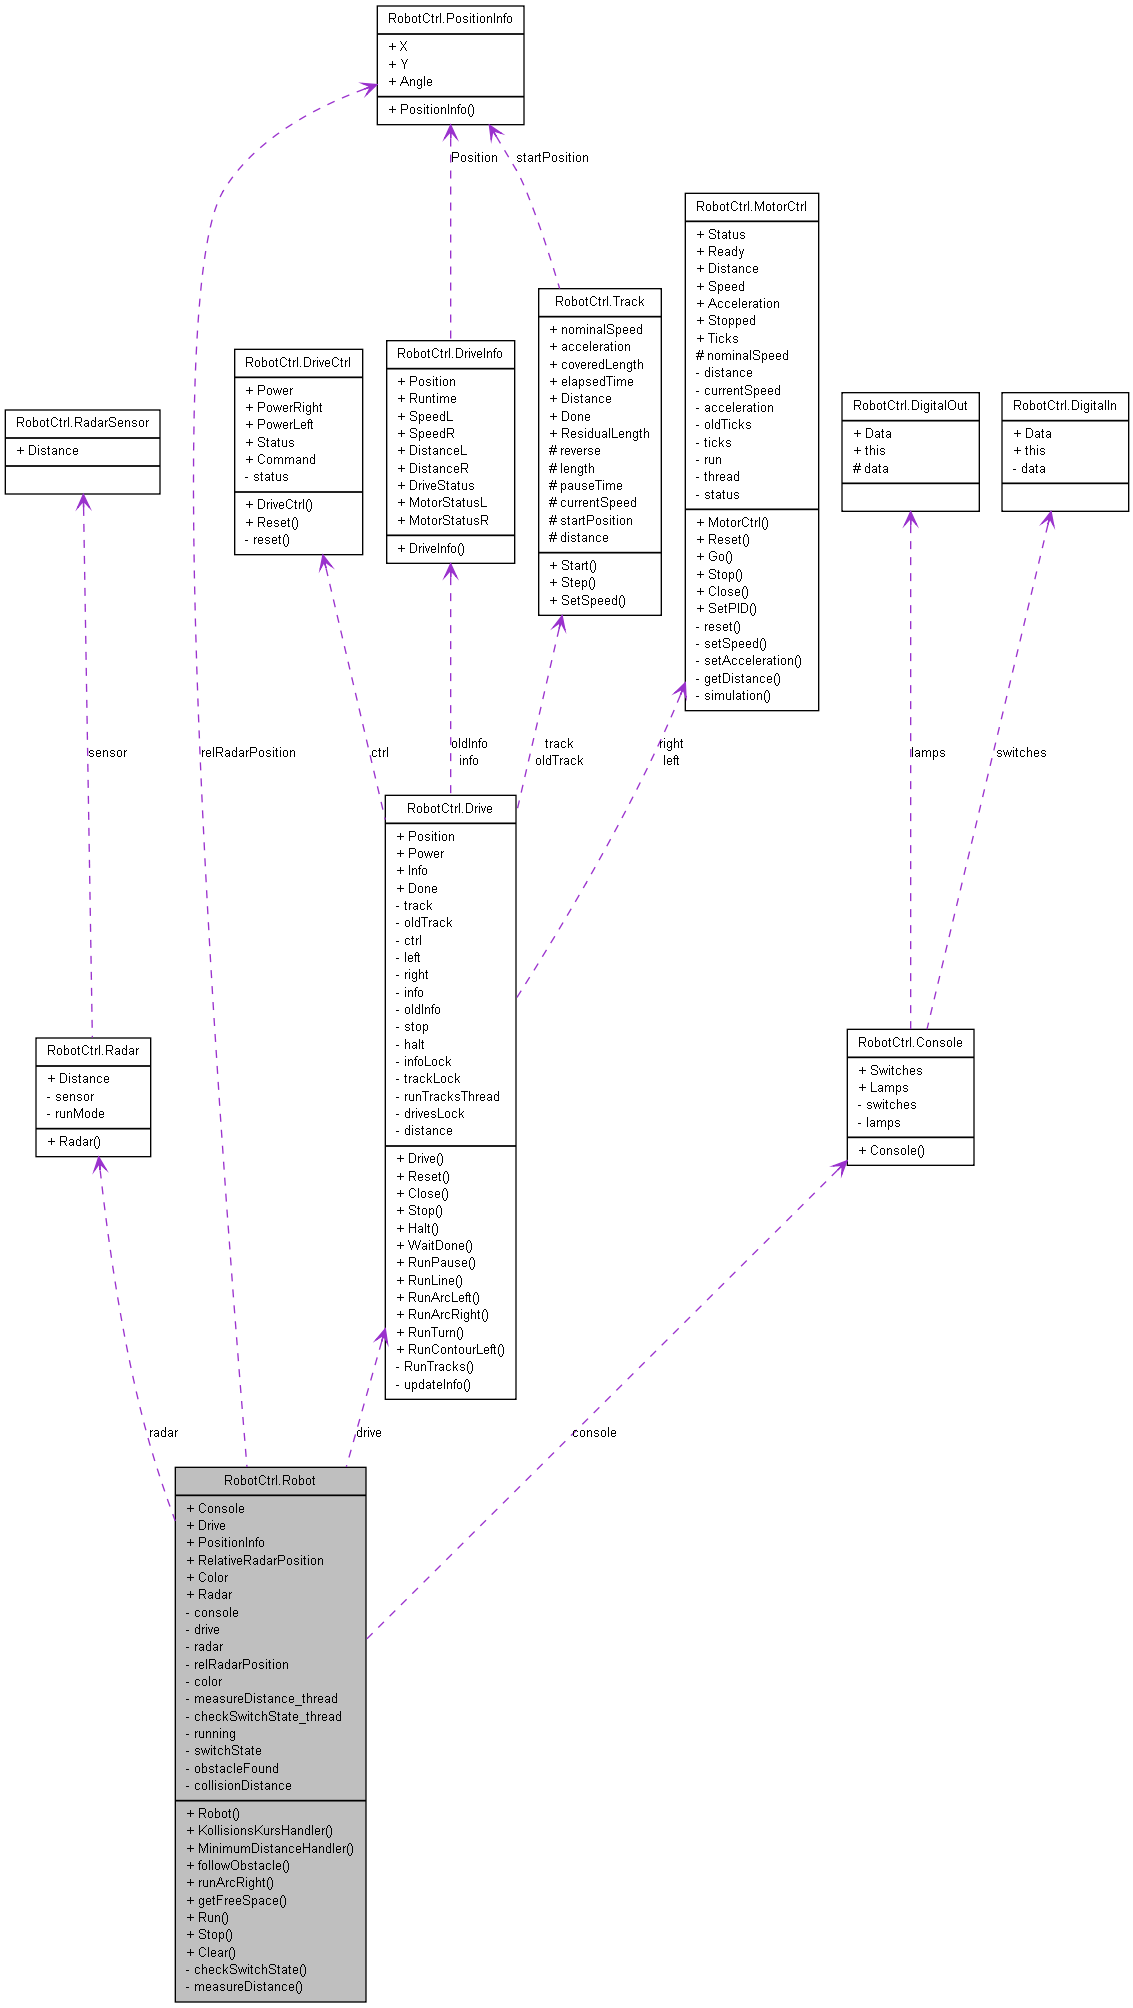 RobotCtrl.PositionInfo
+ X
+ Y
+ Angle
+ PositionInfo()
Position
startPosition
RobotCtrl.MotorCtrl
+ Status
+ Ready
+ Distance
+ Speed
+ Acceleration
+ Stopped
+ Ticks
# nominalSpeed
- distance
- currentSpeed
- acceleration
- oldTicks
- ticks
- run
- thread
- status
+ MotorCtrl()
+ Reset()
+ Go()
+ Stop()
+ Close()
+ SetPID()
- reset()
- setSpeed()
- setAcceleration()
- getDistance()
- simulation()
RobotCtrl.Track
+ nominalSpeed
+ acceleration
+ coveredLength
+ elapsedTime
+ Distance
+ Done
+ ResidualLength
# reverse
# length
# pauseTime
# currentSpeed
# startPosition
# distance
+ Start()
+ Step()
+ SetSpeed()
RobotCtrl.DriveInfo
+ Position
+ Runtime
+ SpeedL
+ SpeedR
+ DistanceL
+ DistanceR
+ DriveStatus
+ MotorStatusL
+ MotorStatusR
+ DriveInfo()
RobotCtrl.DriveCtrl
+ Power
+ PowerRight
+ PowerLeft
+ Status
+ Command
- status
+ DriveCtrl()
+ Reset()
- reset()
RobotCtrl.RadarSensor
+ Distance
RobotCtrl.DigitalOut
+ Data
+ this
# data
RobotCtrl.DigitalIn
+ Data
+ this
- data
sensor
relRadarPosition
ctrl
oldInfo
info
track
oldTrack
right
left
lamps
switches
RobotCtrl.Drive
+ Position
+ Power
+ Info
+ Done
- track
- oldTrack
- ctrl
- left
- right
- info
- oldInfo
- stop
- halt
- infoLock
- trackLock
- runTracksThread
- drivesLock
- distance
+ Drive()
+ Reset()
+ Close()
+ Stop()
+ Halt()
+ WaitDone()
+ RunPause()
+ RunLine()
+ RunArcLeft()
+ RunArcRight()
+ RunTurn()
+ RunContourLeft()
- RunTracks()
- updateInfo()
RobotCtrl.Radar
+ Distance
- sensor
- runMode
+ Radar()
RobotCtrl.Console
+ Switches
+ Lamps
- switches
- lamps
+ Console()
radar
drive
console
RobotCtrl.Robot
+ Console
+ Drive
+ PositionInfo
+ RelativeRadarPosition
+ Color
+ Radar
- console
- drive
- radar
- relRadarPosition
- color
- measureDistance_thread
- checkSwitchState_thread
- running
- switchState
- obstacleFound
- collisionDistance
+ Robot()
+ KollisionsKursHandler()
+ MinimumDistanceHandler()
+ followObstacle()
+ runArcRight()
+ getFreeSpace()
+ Run()
+ Stop()
+ Clear()
- checkSwitchState()
- measureDistance()